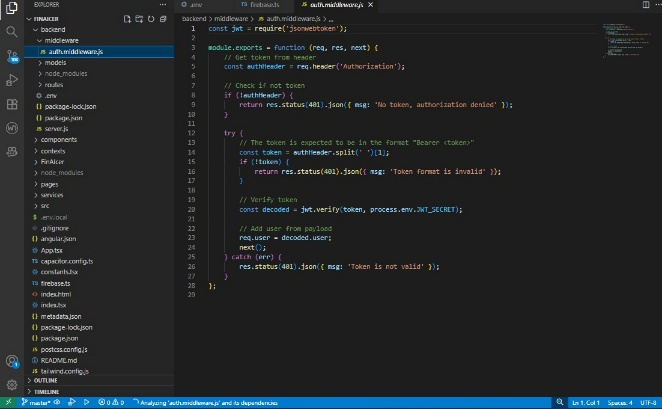 EXPLORER
FINAICER
backend
middleware
JS auth.middleware.js
models
node_modules
routes
.env
{} package-lock.json
{} package.json
JS server.js
components
contexts
FinAIcer
node_modules
pages
services
src
$ .env.local
.gitignore
{} angular.json
App.tsx
TS capacitor.config.ts
constants.tsx
TS firebase.ts
<> index.html
index.tsx
{} metadata.json
{} package-lock.json
{} package.json
JS postcss.config.js
README.md
JS tailwind.config.js
OUTLINE
TIMELINE
.env
TS firebase.ts
JS auth.middleware.js
backend > middleware > JS auth.middleware.js > ...
1 const jwt = require('jsonwebtoken');
2
3 module.exports = function (req, res, next) {
4 // Get token from header
5 const authHeader = req.header('Authorization');
6
7 // Check if not token
8 if (!authHeader) {
9 return res.status(401).json({ msg: 'No token, authorization denied' });
10 }
11
12 try {
13 // The token is expected to be in the format "Bearer <token>"
14 const token = authHeader.split(' ')[1];
15 if (!token) {
16 return res.status(401).json({ msg: 'Token format is invalid' });
17 }
18
19 // Verify token
20 const decoded = jwt.verify(token, process.env.JWT_SECRET);
21
22 // Add user from payload
23 req.user = decoded.user;
24 next();
25 } catch (err) {
26 res.status(401).json({ msg: 'Token is not valid' });
27 }
28 };
29
master*
0 0
Analyzing 'auth.middleware.js' and its dependencies
Ln 1, Col 1
Spaces: 4
UTF-8